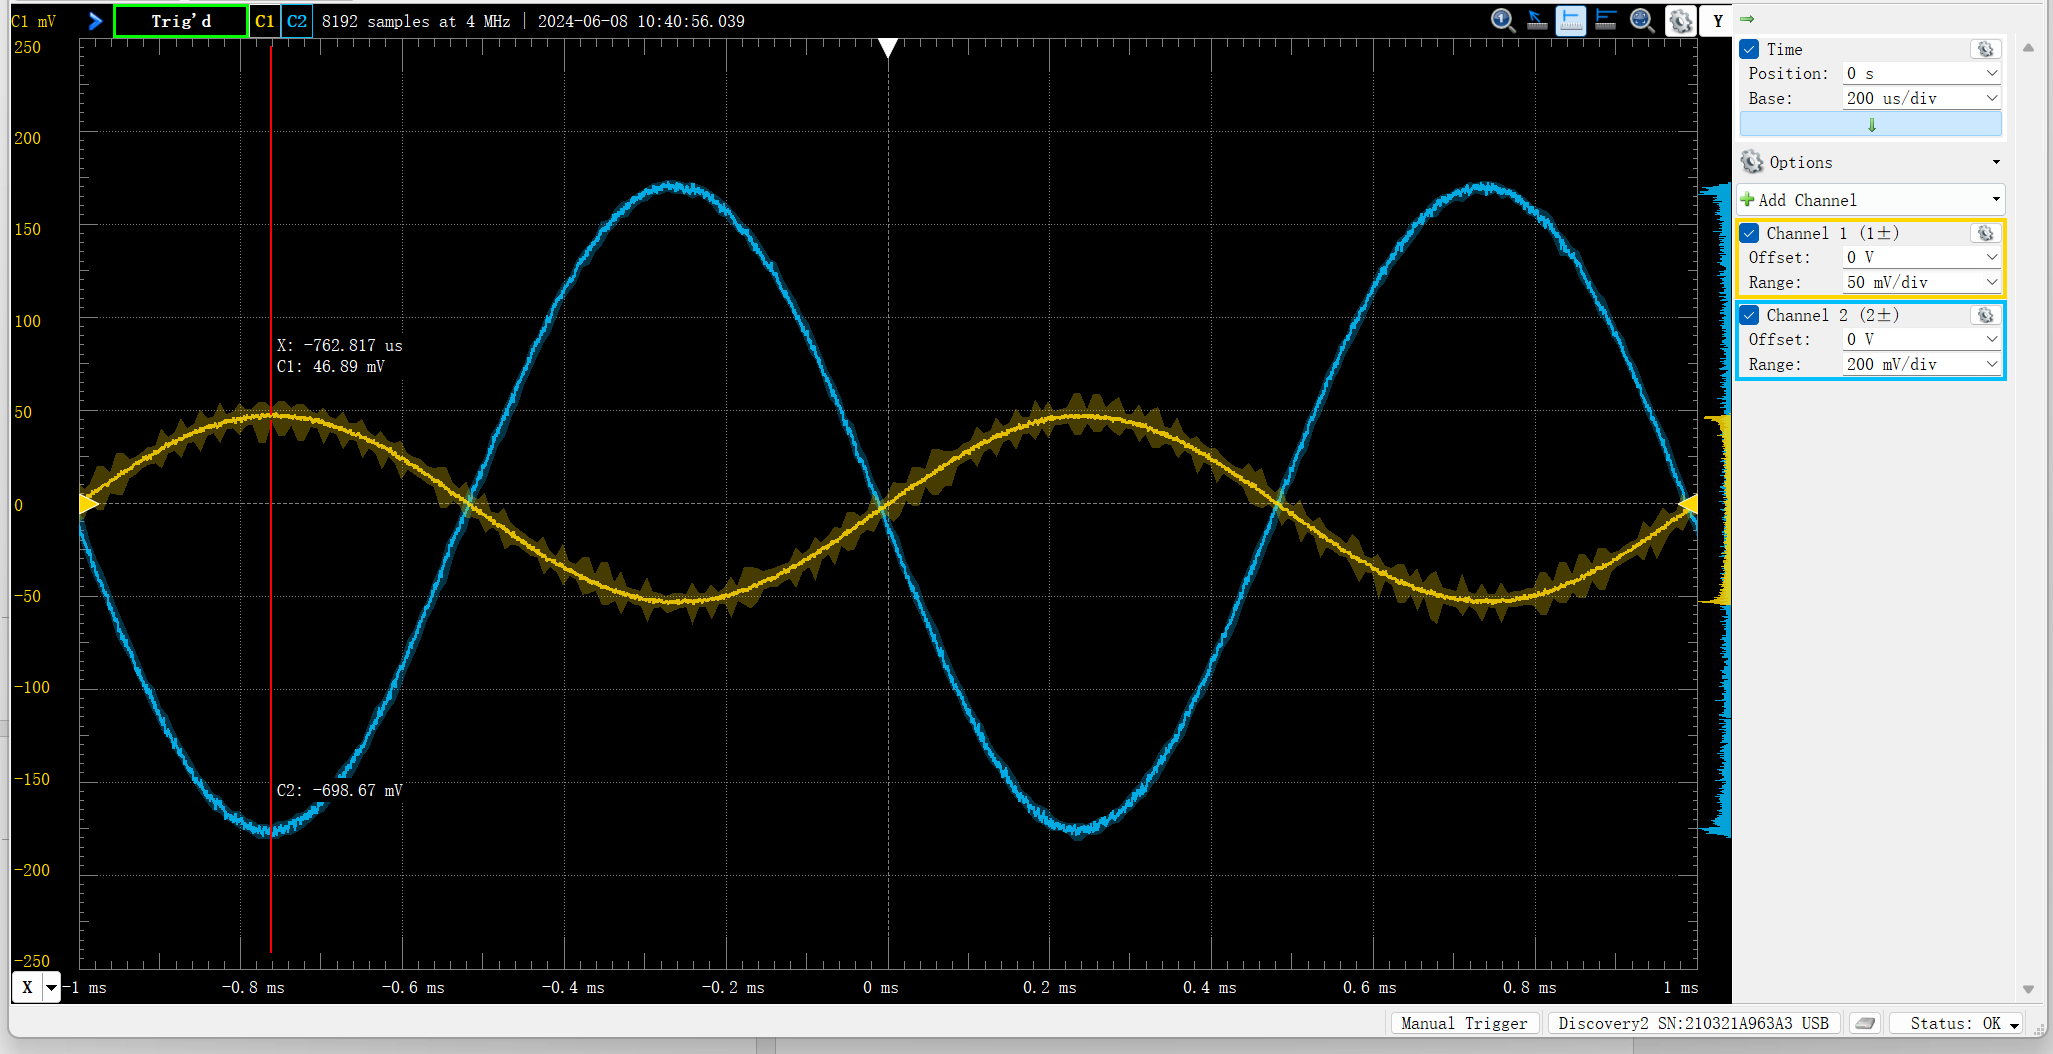 C1 mV
Trig'd
C1 C2 8192 samples at 4 MHz | 2024-06-08 10:40:56.039
Y
250
200
150
100
50
0
-50
-100
-150
-200
-250
X: -762.817 us
C1: 46.89 mV
C2: -698.67 mV
X
-1 ms
-0.8 ms
-0.6 ms
-0.4 ms
-0.2 ms
0 ms
0.2 ms
0.4 ms
0.6 ms
0.8 ms
1 ms
Time
Position: 0 s
Base: 200 us/div
Options
Add Channel
Channel 1 (1±)
Offset: 0 V
Range: 50 mV/div
Channel 2 (2±)
Offset: 0 V
Range: 200 mV/div
Manual Trigger
Discovery2 SN:210321A963A3 USB
Status: OK